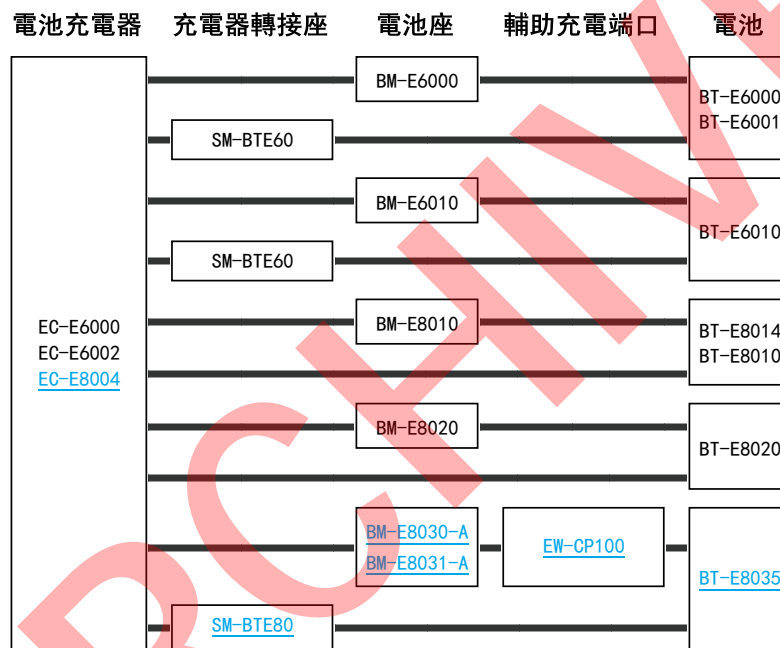 電池充電器 充電器轉接座 電池座 輔助充電端口 電池
BM-E6000
BT-E6000
BT-E6001
SM-BTE60
BM-E6010
BT-E6010
SM-BTE60
EC-E6000
EC-E6002
EC-E8004
BM-E8010
BT-E8014
BT-E8010
BM-E8020
BT-E8020
BM-E8030-A
BM-E8031-A
EW-CP100
BT-E8035
SM-BTE80
RCHIVE